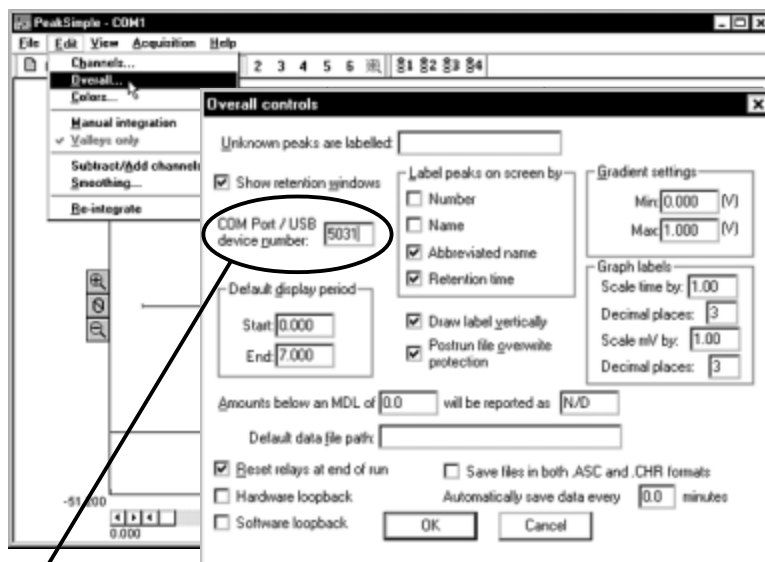 PeakSimple - COM1
File Edit View Acquisition Help
Channels...
2 3 4 5 6 81 82 83 84
Overall...
Colors...
Manual integration
Valleys only
Subtract/Add channels
Smoothing...
Re-integrate
-51.200
0.000
Overall controls
Unknown peaks are labelled:
Show retention windows
COM Port / USB
device number: 5031
Default display period
Start: 0.000
End: 7.000
Label peaks on screen by
Number
Name
Abbreviated name
Retention time
Draw label vertically
Postrun file overwrite
protection
Gradient settings
Min: 0.000 (V)
Max: 1.000 (V)
Graph labels
Scale time by: 1.00
Decimal places: 3
Scale mV by: 1.00
Decimal places: 3
Amounts below an MDL of 0.0 will be reported as N/D
Default data file path:
Reset relays at end of run
Save files in both .ASC and .CHR formats
Hardware loopback
Automatically save data every 0.0 minutes
Software loopback
OK Cancel